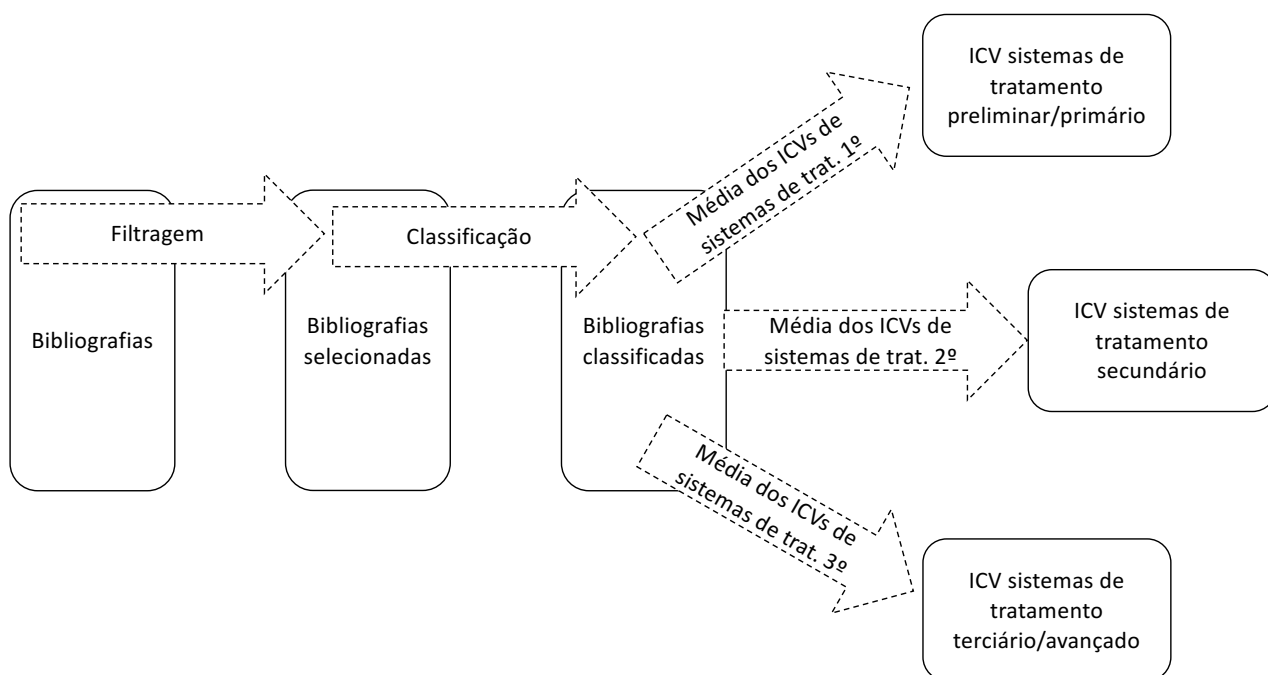 ICV sistemas de
tratamento
preliminar/primário
Média dos ICVs de
sistemas de trat. 1º
Filtragem
Classificação
Bibliografias
Bibliografias
selecionadas
Bibliografias
classificadas
Média dos ICVs de
sistemas de trat. 2º
ICV sistemas de
tratamento
secundário
Média dos ICVs de
sistemas de trat. 3º
ICV sistemas de
tratamento
terciário/avançado